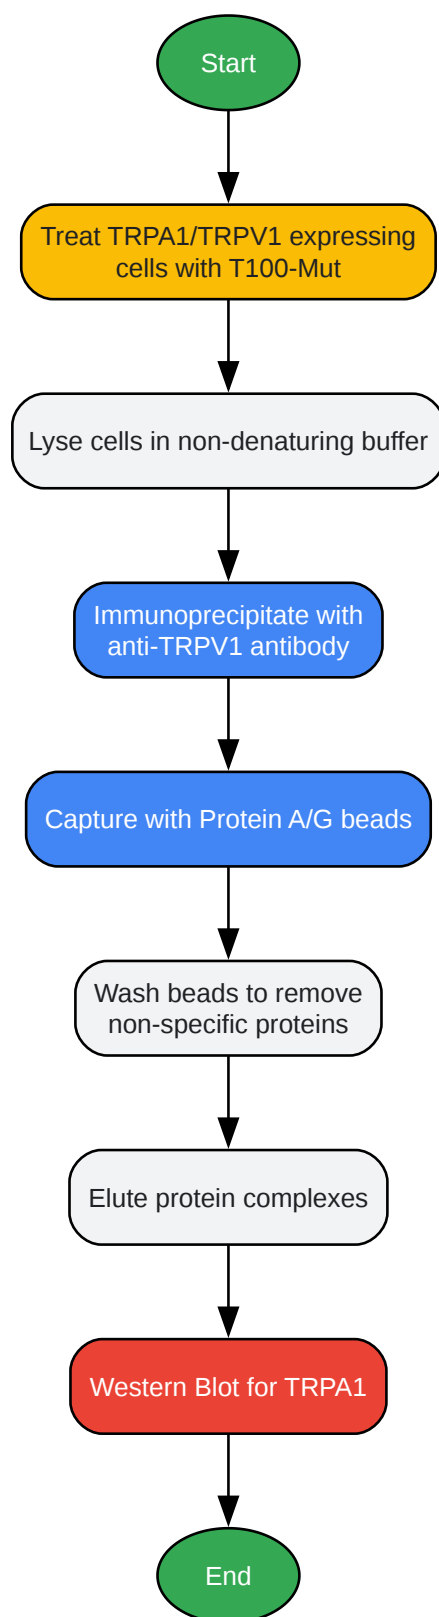 Start
Treat TRPA1/TRPV1 expressing
cells with T100-Mut
Lyse cells in non-denaturing buffer
Immunoprecipitate with
anti-TRPV1 antibody
Capture with Protein A/G beads
Wash beads to remove
non-specific proteins
Elute protein complexes
Western Blot for TRPA1
End